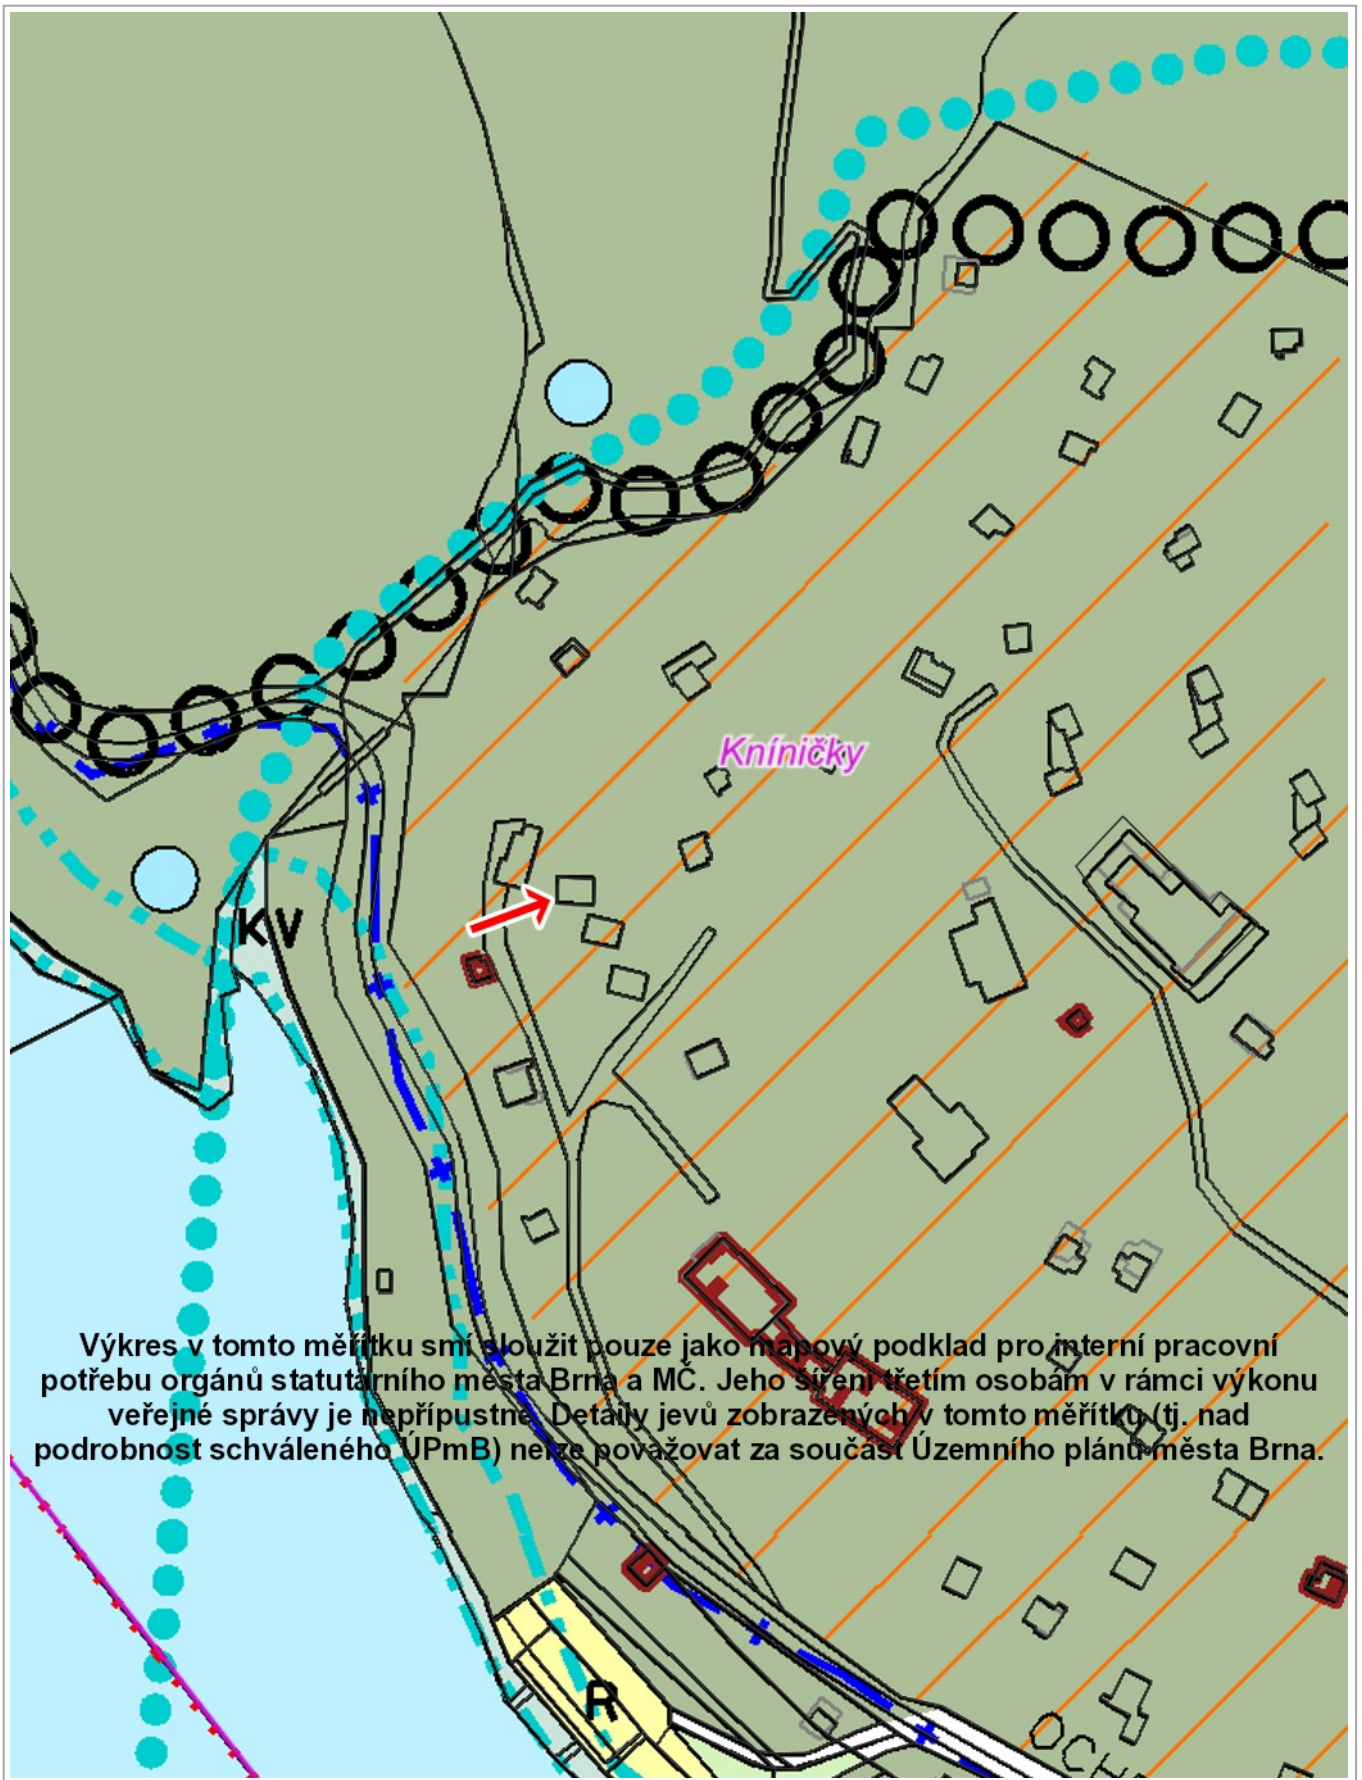 Kníničky
KV
Výkres v tomto měřítku smí sloužit pouze jako mapový podklad pro interní pracovní
potřebu orgánů statutárního města Brna a MČ. Jeho šíření třetím osobám v rámci výkonu
veřejné správy je nepřípustné. Detaily jevů zobrazených v tomto měřítku (tj. nad
podrobnost schváleného ÚPmB) nelze považovat za součást Územního plánu města Brna.
R